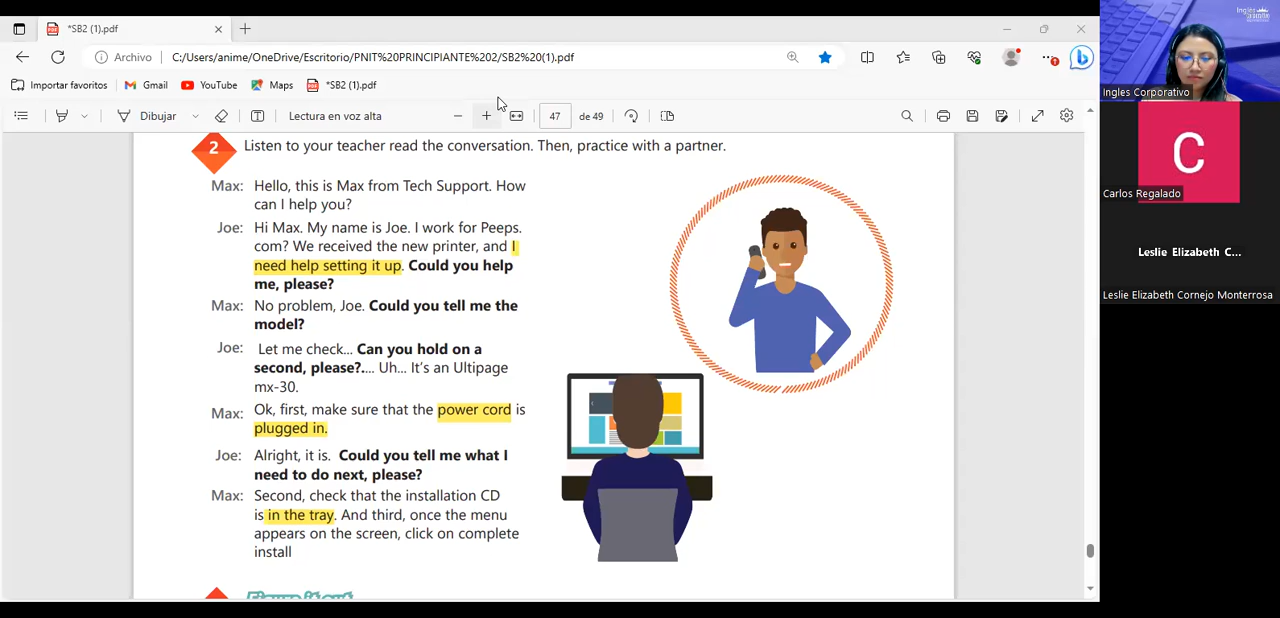 *SB2 (1).pdf
Archivo
C:/Users/anime/OneDrive/Escritorio/PNIT%20PRINCIPIANTE%202/SB2%20(1).pdf
Importar favoritos
Gmail
YouTube
Maps
*SB2 (1).pdf
Dibujar
Lectura en voz alta
47
de 49
2
Listen to your teacher read the conversation. Then, practice with a partner.
Max: Hello, this is Max from Tech Support. How
can I help you?
Joe: Hi Max. My name is Joe. I work for Peeps.
com? We received the new printer, and I
need help setting it up. Could you help
me, please?
Max: No problem, Joe. Could you tell me the
model?
Joe: Let me check... Can you hold on a
second, please?.... Uh... It's an Ultipage
mx-30.
Max: Ok, first, make sure that the power cord is
plugged in.
Joe: Alright, it is. Could you tell me what I
need to do next, please?
Max: Second, check that the installation CD
is in the tray. And third, once the menu
appears on the screen, click on complete
install
Ingles Corporativo
C
Carlos Regalado
Leslie Elizabeth C...
Leslie Elizabeth Cornejo Monterrosa